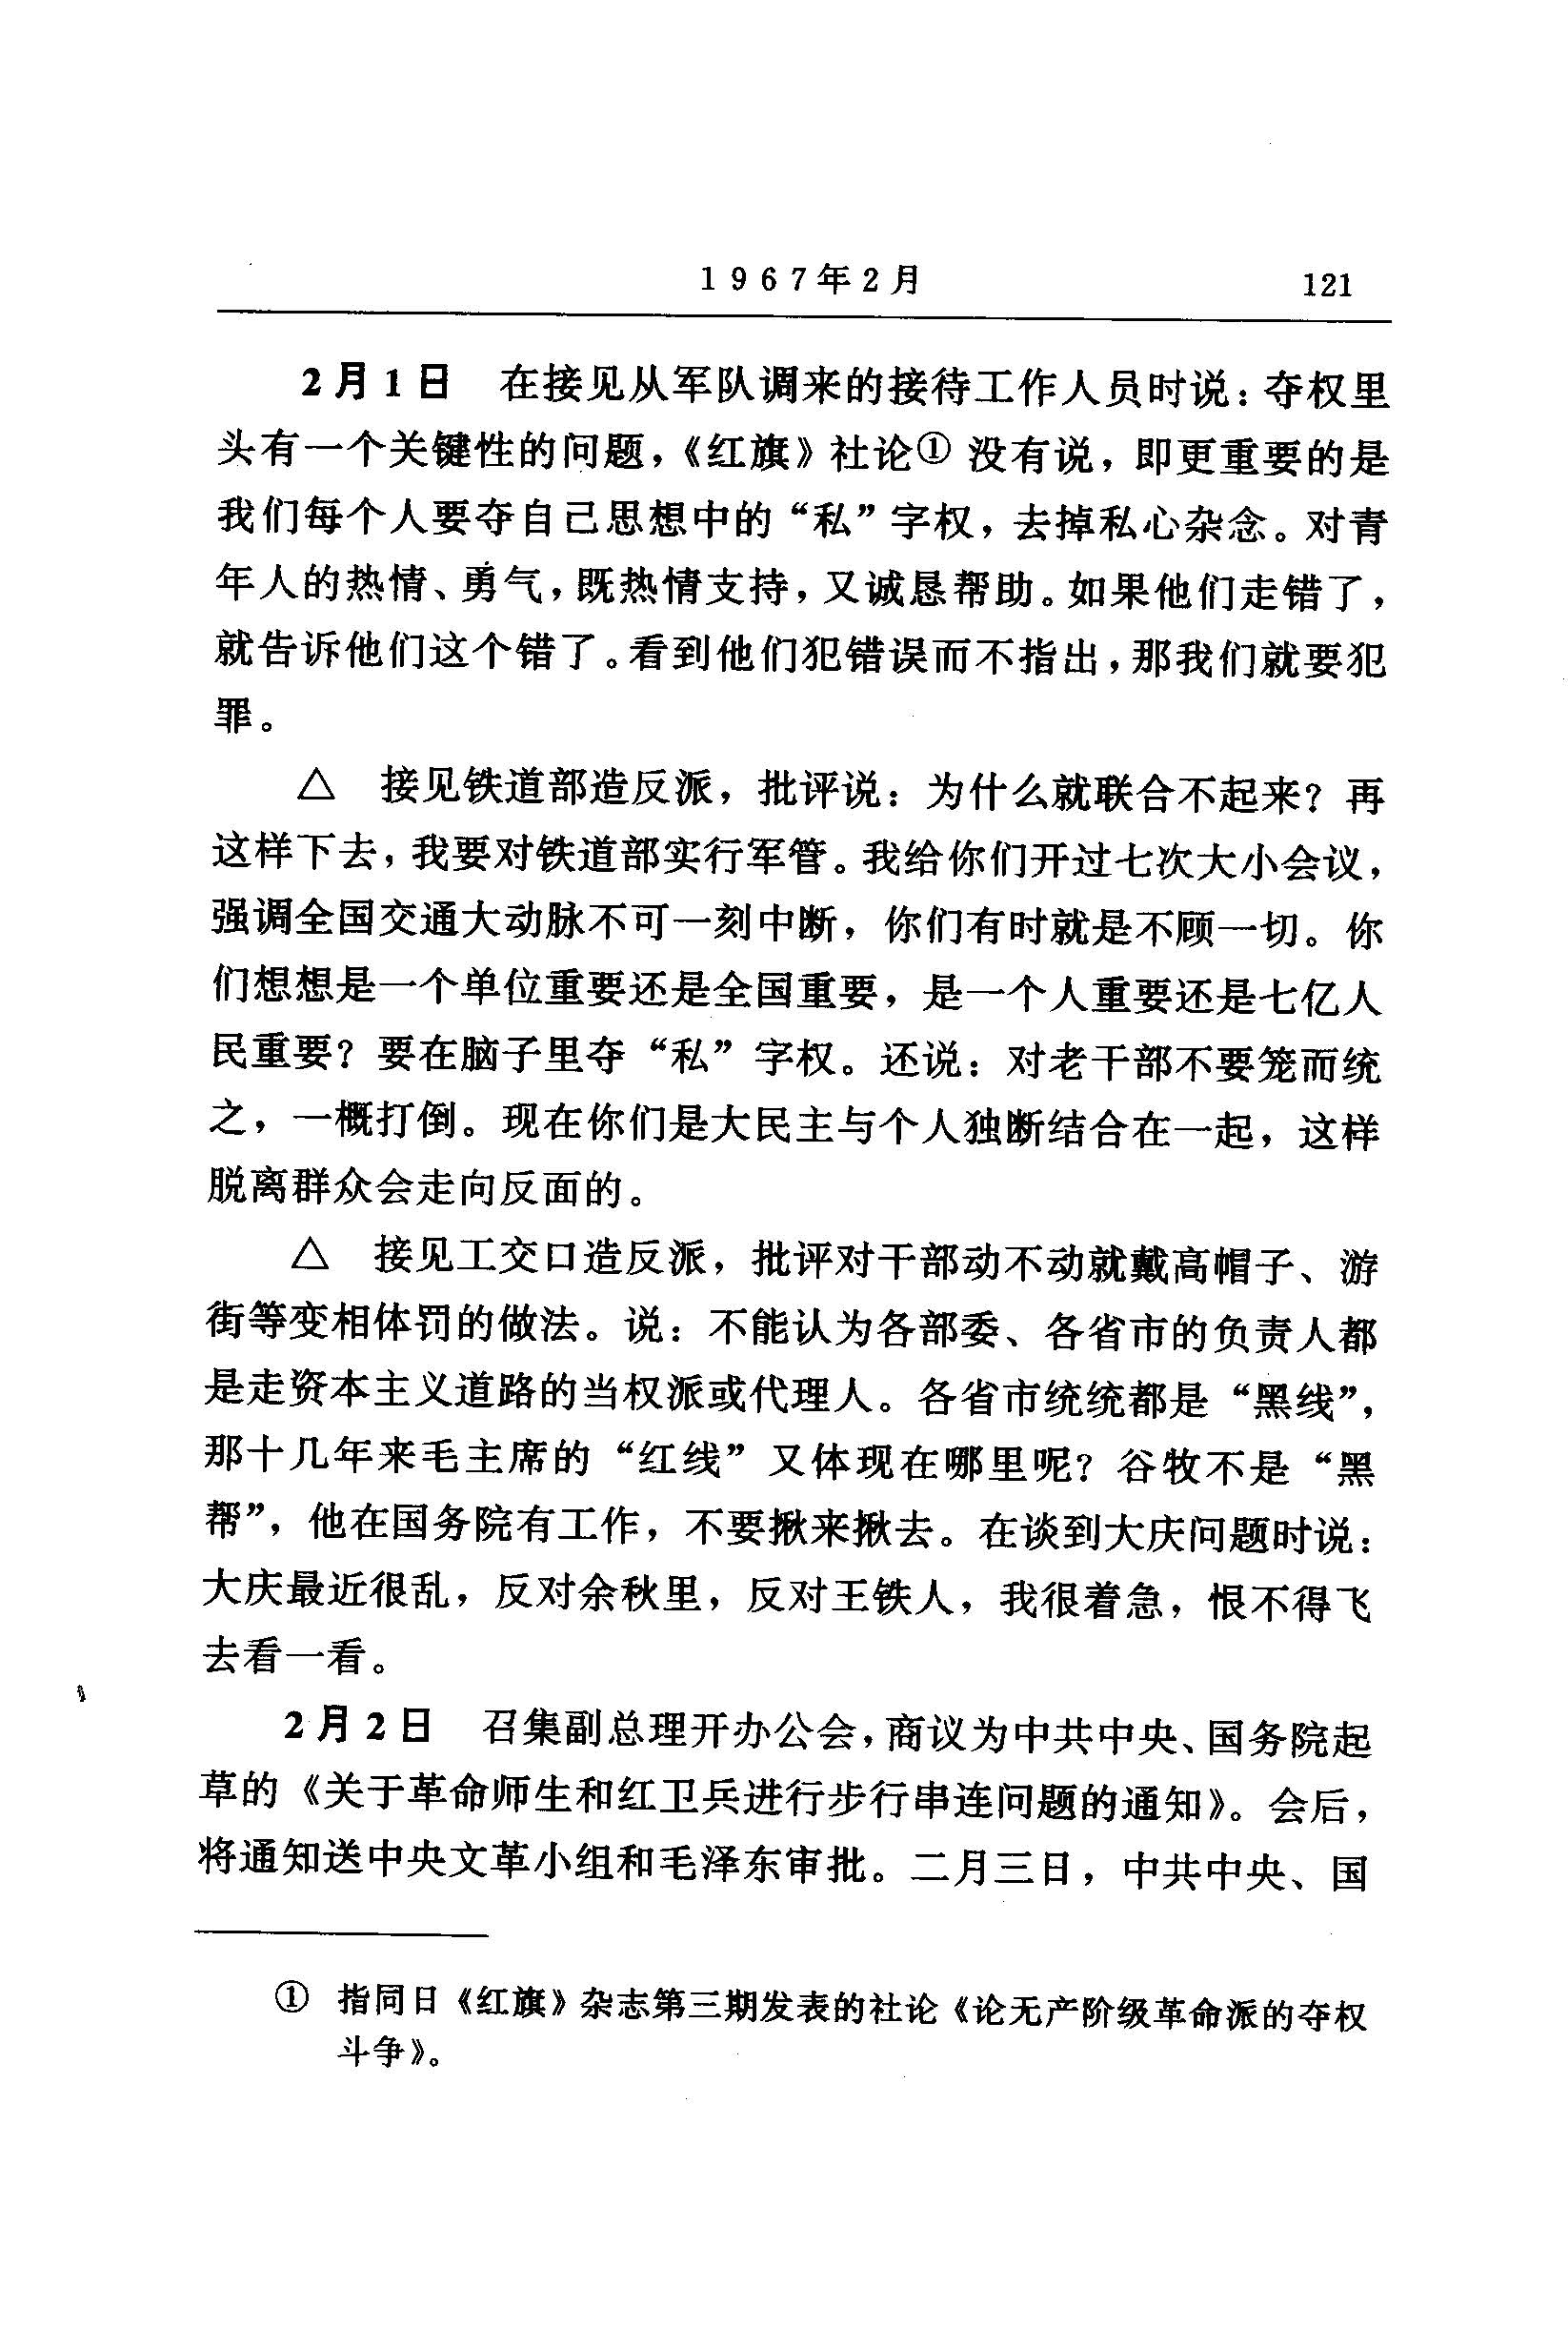 1967年2月 121
2月1日 在接见从军队调来的接待工作人员时说：夺权里
头有一个关键性的问题，《红旗》社论① 没有说，即更重要的是
我们每个人要夺自己思想中的“私”字权，去掉私心杂念。对青
年人的热情、勇气，既热情支持，又诚恳帮助。如果他们走错了，
就告诉他们这个错了。看到他们犯错误而不指出，那我们就要犯
罪。
△ 接见铁道部造反派，批评说：为什么就联合不起来？再
这样下去，我要对铁道部实行军管。我给你们开过七次大小会议，
强调全国交通大动脉不可一刻中断，你们有时就是不顾一切。你
们想想是一个单位重要还是全国重要，是一个人重要还是七亿人
民重要？要在脑子里夺“私”字权。还说：对老干部不要笼而统
之，一概打倒。现在你们是大民主与个人独断结合在一起，这样
脱离群众会走向反面的。
△ 接见工交口造反派，批评对干部动不动就戴高帽子、游
街等变相体罚的做法。说：不能认为各部委、各省市的负责人都
是走资本主义道路的当权派或代理人。各省市统统都是“黑线”，
那十几年来毛主席的“红线”又体现在哪里呢？谷牧不是“黑
帮”，他在国务院有工作，不要揪来揪去。在谈到大庆问题时说：
大庆最近很乱，反对余秋里，反对王铁人，我很着急，恨不得飞
去看一看。
2月2日 召集副总理开办公会，商议为中共中央、国务院起
草的《关于革命师生和红卫兵进行步行串连问题的通知》。会后，
将通知送中央文革小组和毛泽东审批。二月三日，中共中央、国
① 指同日《红旗》杂志第三期发表的社论《论无产阶级革命派的夺权
斗争》。